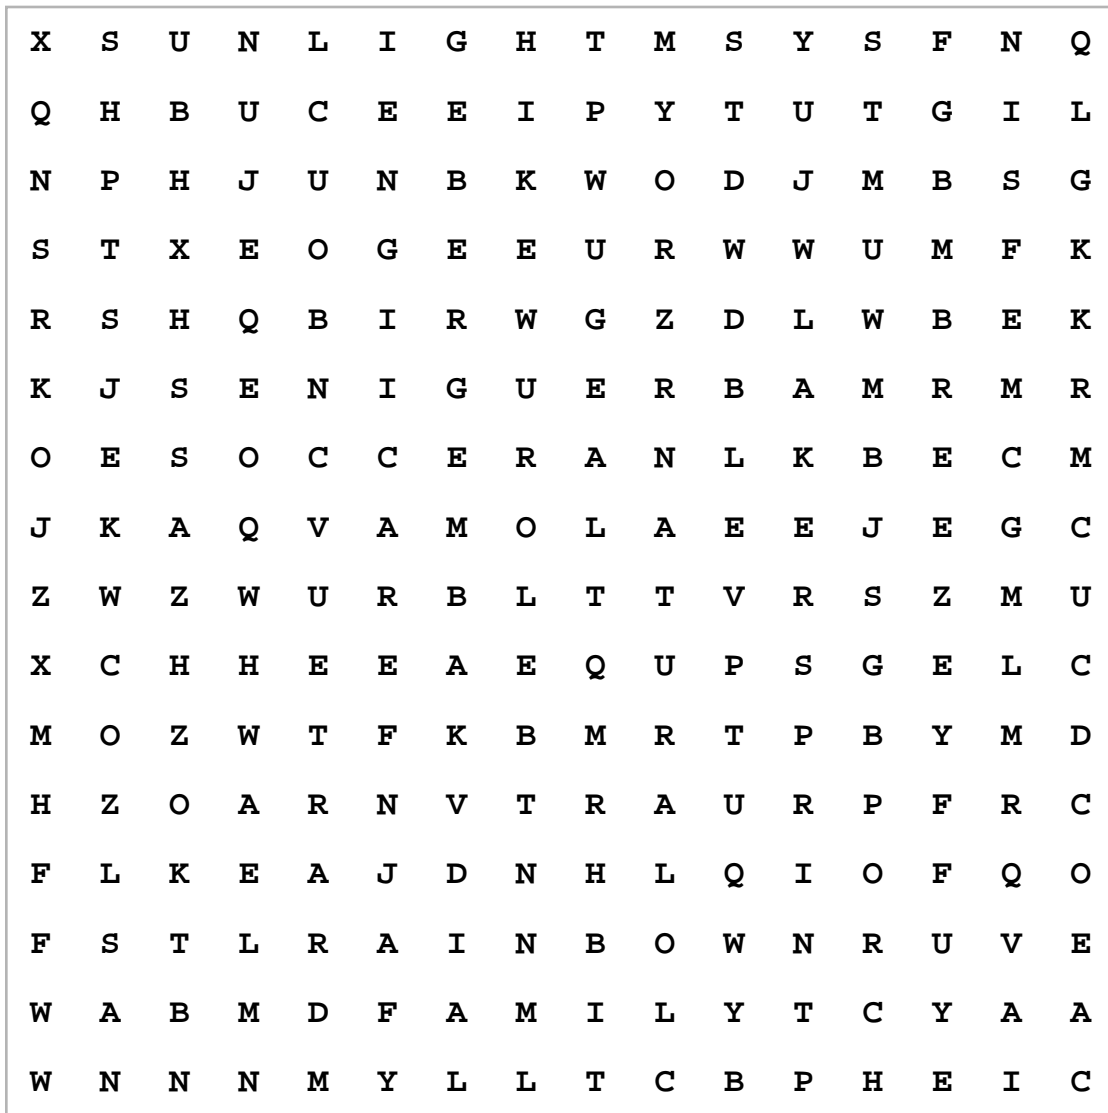 X S U N L I G H T M S Y S F N Q
Q H B U C E E I P Y T U T G I L
N P H J U N B K W O D J M B S G
S T X E O G E E U R W W U M F K
R S H Q B I R W G Z D L W B E K
K J S E N I G U E R B A M R M R
O E S O C C E R A N L K B E C M
J K A Q V A M O L A E E J E G C
Z W Z W U R B L T T V R S Z M U
X C H H E E A E Q U P S G E L C
M O Z W T F K B M R T P B Y M D
H Z O A R N V T R A U R P F R C
F L K E A J D N H L Q I O F Q O
F S T L R A I N B O W N R U V E
W A B M D F A M I L Y T C Y A A
W N N N M Y L L T C B P H E I C